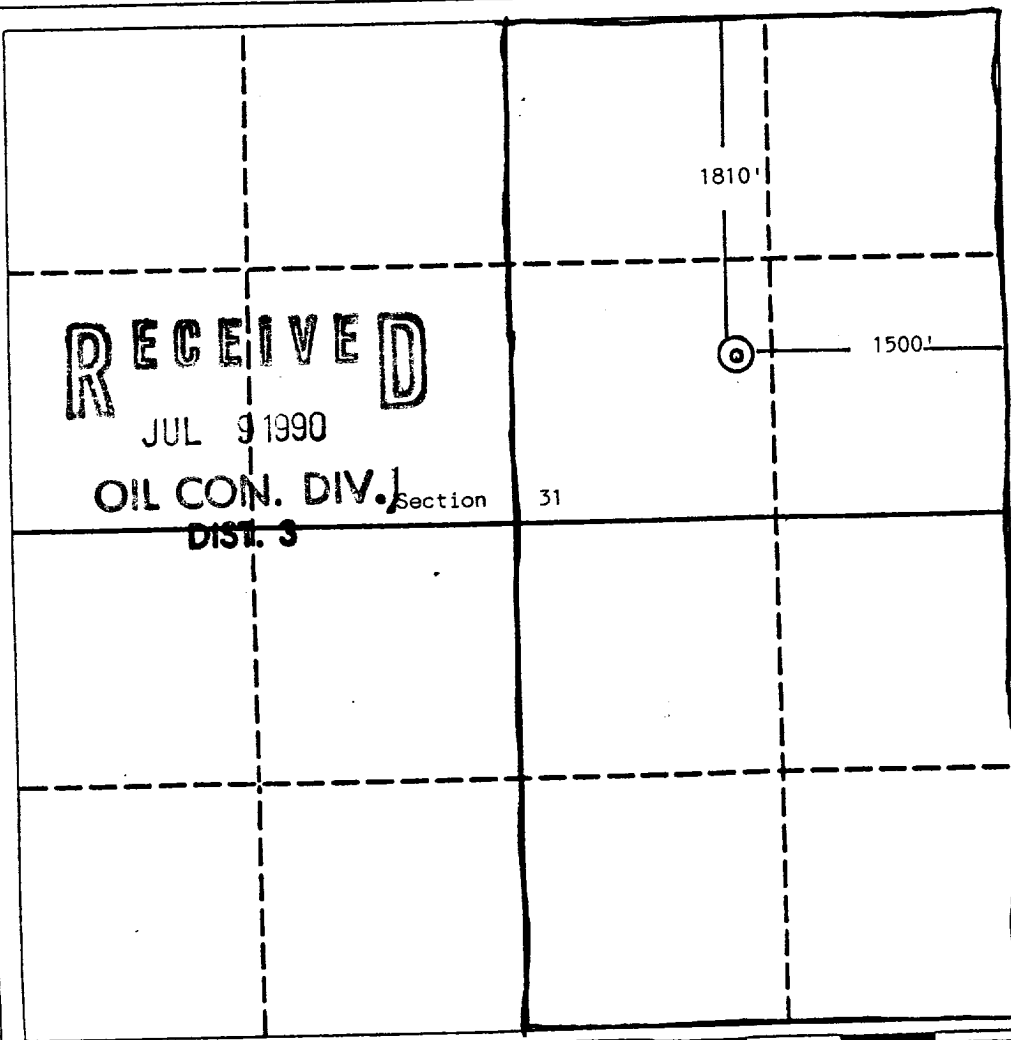 1810'
1500'
RECEIVED
JUL 9 1990
OIL CON. DIV.
DIST. 3
Section 31